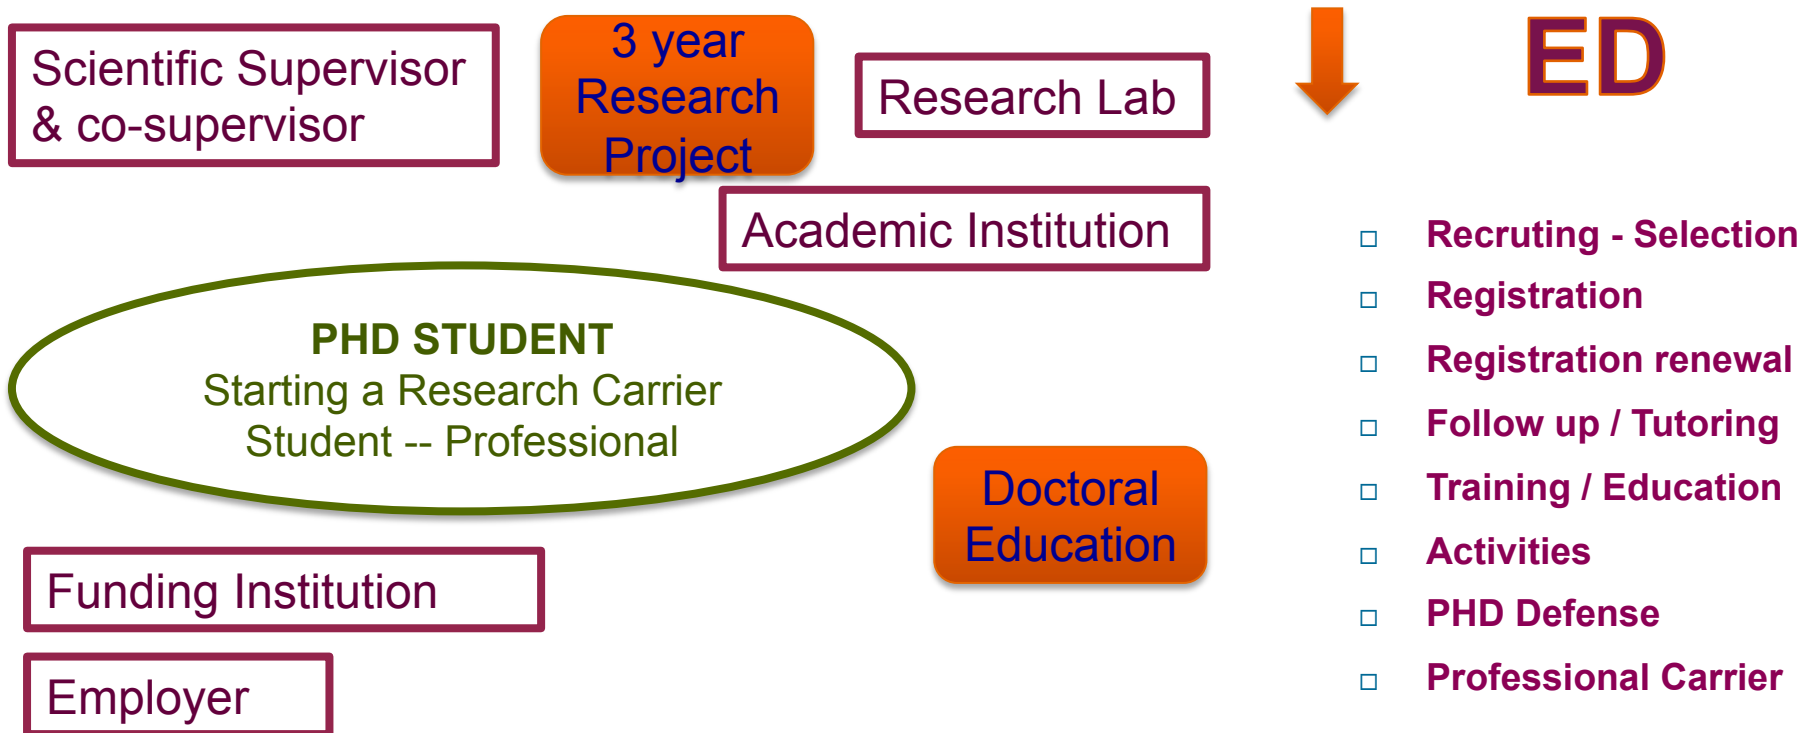 Scientific Supervisor
& co-supervisor
3 year
Research
Project
Research Lab
Academic Institution
PHD STUDENT
Starting a Research Carrier
Student -- Professional
Doctoral
Education
Funding Institution
Employer
ED
Recruting - Selection
Registration
Registration renewal
Follow up / Tutoring
Training / Education
Activities
PHD Defense
Professional Carrier